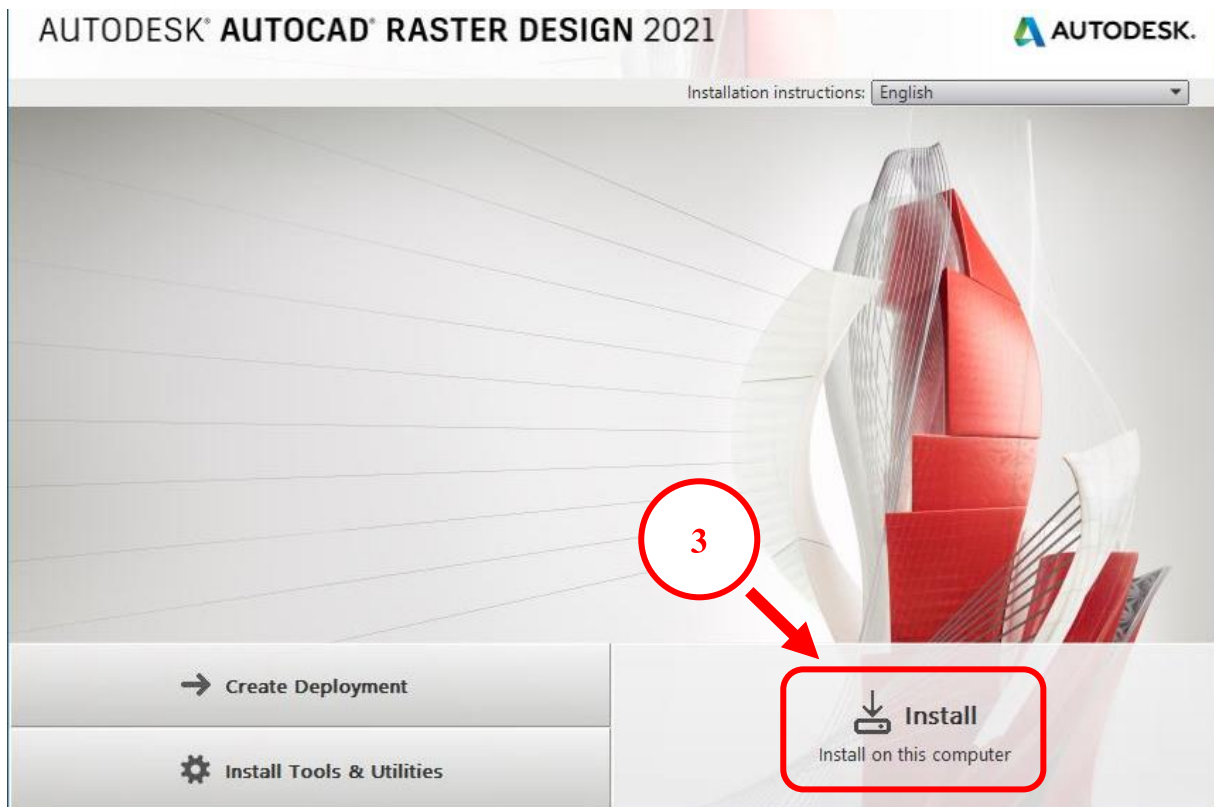 AUTODESK® AUTOCAD® RASTER DESIGN 2021
AUTODESK.
Installation instructions: English
3
Create Deployment
Install
Install on this computer
Install Tools & Utilities